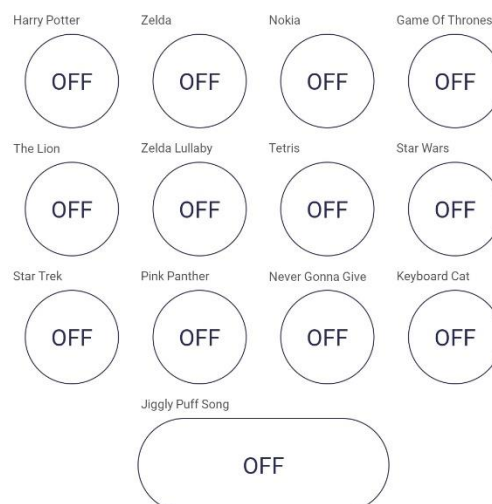 Harry Potter Zelda Nokia Game Of Thrones
OFF OFF OFF OFF
The Lion Zelda Lullaby Tetris Star Wars
OFF OFF OFF OFF
Star Trek Pink Panther Never Gonna Give Keyboard Cat
OFF OFF OFF OFF
Jiggly Puff Song
OFF